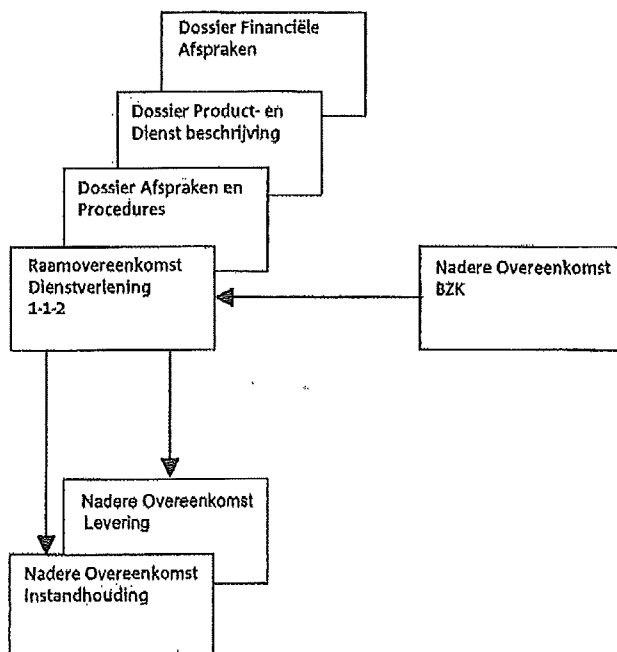 Dossier Financiële
Afspraken
Dossier Product- en
Dienst beschrijving
Dossier Afspraken en
Procedures
Raamovereenkomst
Dienstverlening
1-1-2
Nadere Overeenkomst
BZK
Nadere Overeenkomst
Levering
Nadere Overeenkomst
Instandhouding